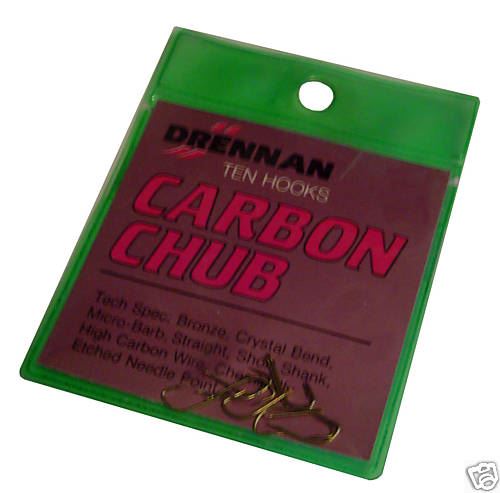 DRENNAN
TEN HOOKS
CARBON
CHUB
Tech Spec: Bronze, Crystal Bend,
Micro-Barb, Straight, Short Shank,
High Carbon Wire,
Etched Needle Point